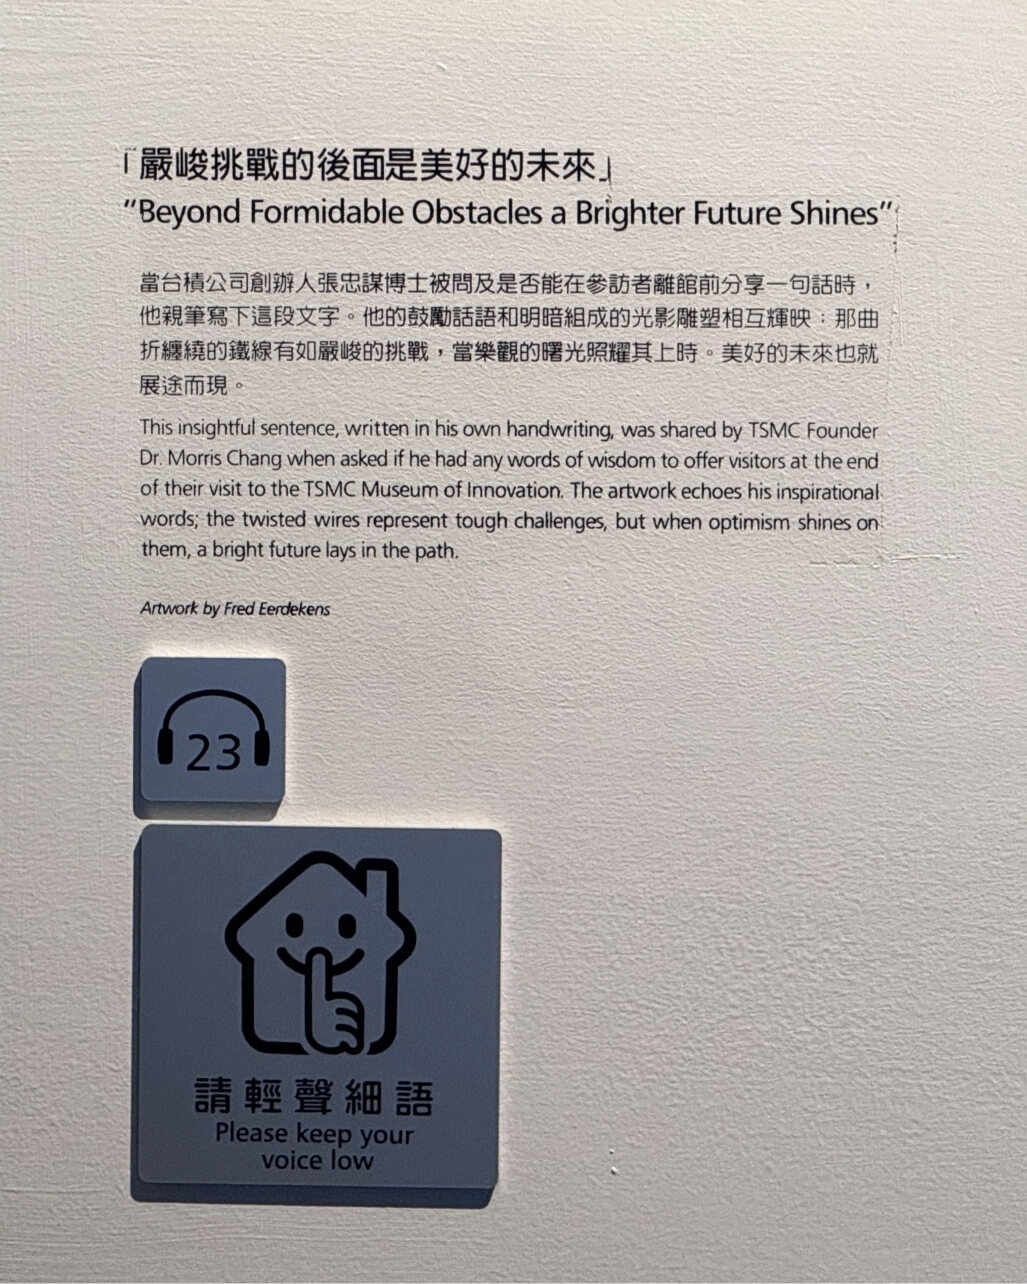 「嚴峻挑戰的後面是美好的未來」
“Beyond Formidable Obstacles a Brighter Future Shines”
當台積公司創辦人張忠謀博士被問及是否能在參訪者離館前分享一句話時，
他親筆寫下這段文字。他的鼓勵話語和明暗組成的光影雕塑相互輝映：那曲
折纏繞的鐵線有如嚴峻的挑戰，當樂觀的曙光照耀其上時。美好的未來也就
展途而現。
This insightful sentence, written in his own handwriting, was shared by TSMC Founder
Dr. Morris Chang when asked if he had any words of wisdom to offer visitors at the end
of their visit to the TSMC Museum of Innovation. The artwork echoes his inspirational
words; the twisted wires represent tough challenges, but when optimism shines on
them, a bright future lays in the path.
Artwork by Fred Eerdekens
23
請輕聲細語
Please keep your
voice low